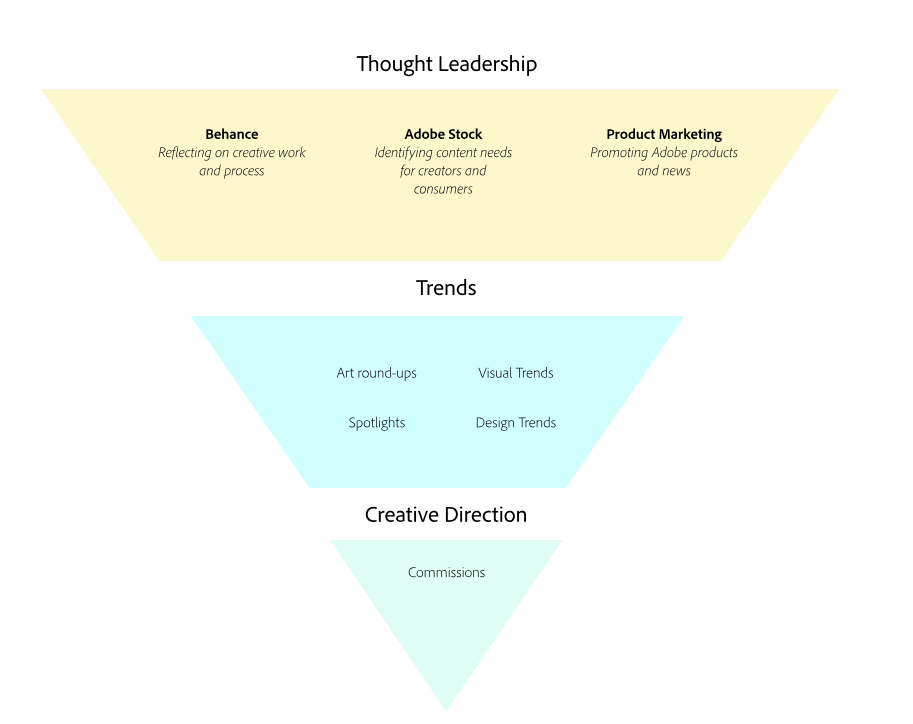 Thought Leadership
Behance
Reflecting on creative work
and process
Adobe Stock
Identifying content needs
for creators and
consumers
Product Marketing
Promoting Adobe products
and news
Trends
Art round-ups
Visual Trends
Spotlights
Design Trends
Creative Direction
Commissions